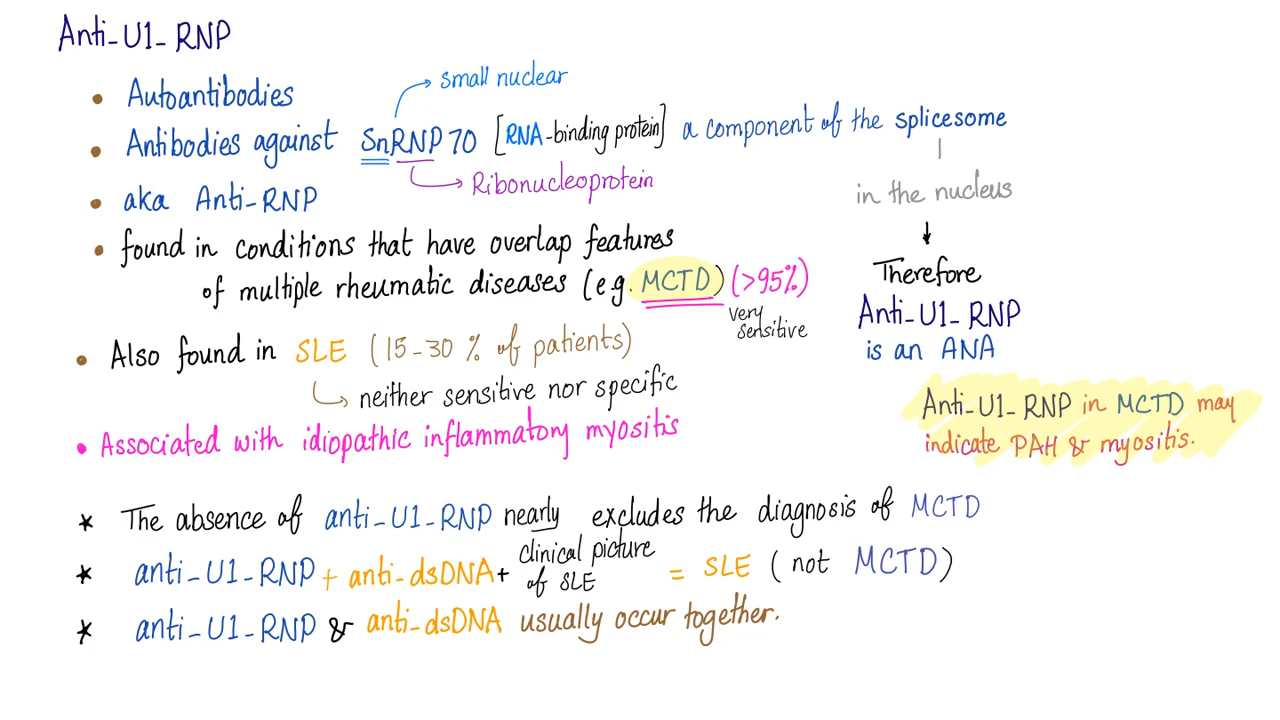 Anti-U1-RNP
• Autoantibodies
Small nuclear
• Antibodies against SnRNP70 [RNA-binding protein] a component of the splicesome
Ribonucleoprotein
in the nucleus
• aka Anti-RNP
• found in conditions that have overlap features
of multiple rheumatic diseases (e.g. MCTD) (>95%)
very
sensitive
Therefore
Anti-U1-RNP
is an ANA
• Also found in SLE (15-30 % of patients)
neither sensitive nor specific
• Associated with idiopathic inflammatory myositis
Anti-U1-RNP in MCTD may
indicate PAH & myositis.
* The absence of anti-U1-RNP nearly excludes the diagnosis of MCTD
* anti-U1-RNP + anti-dsDNA + clinical picture of SLE = SLE (not MCTD)
* anti-U1-RNP & anti-dsDNA usually occur together.